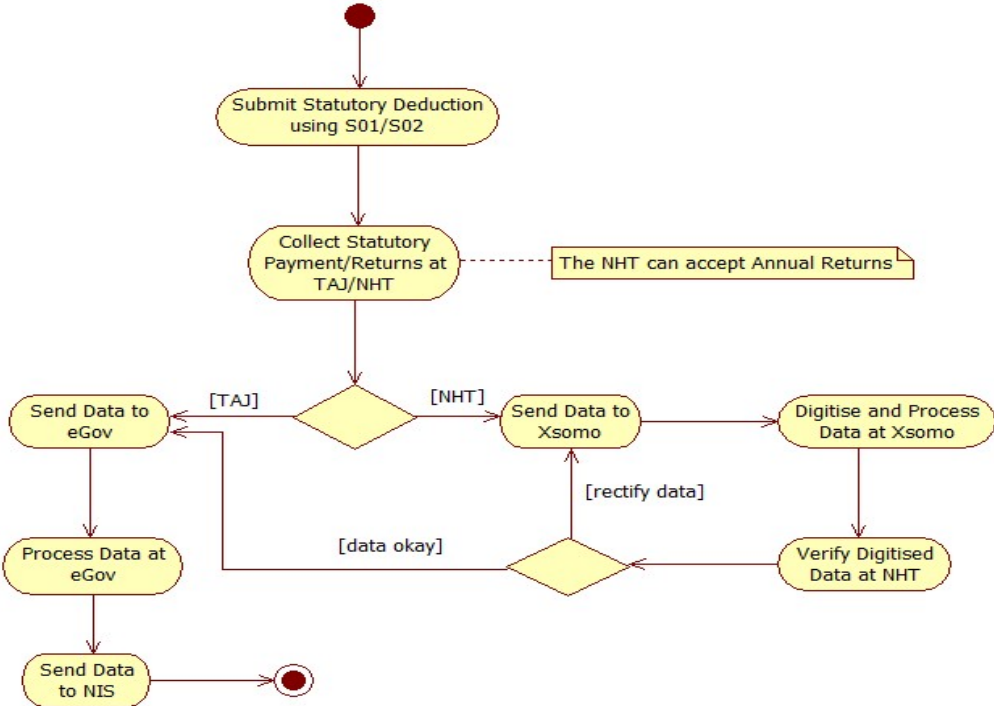 Submit Statutory Deduction
using S01/S02
Collect Statutory
Payment/Returns at
TAJ/NHT
The NHT can accept Annual Returns
[TAJ]
[NHT]
Send Data to
eGov
Send Data to
Xsomo
Digitise and Process
Data at Xsomo
[rectify data]
[data okay]
Process Data at
eGov
Verify Digitised
Data at NHT
Send Data
to NIS